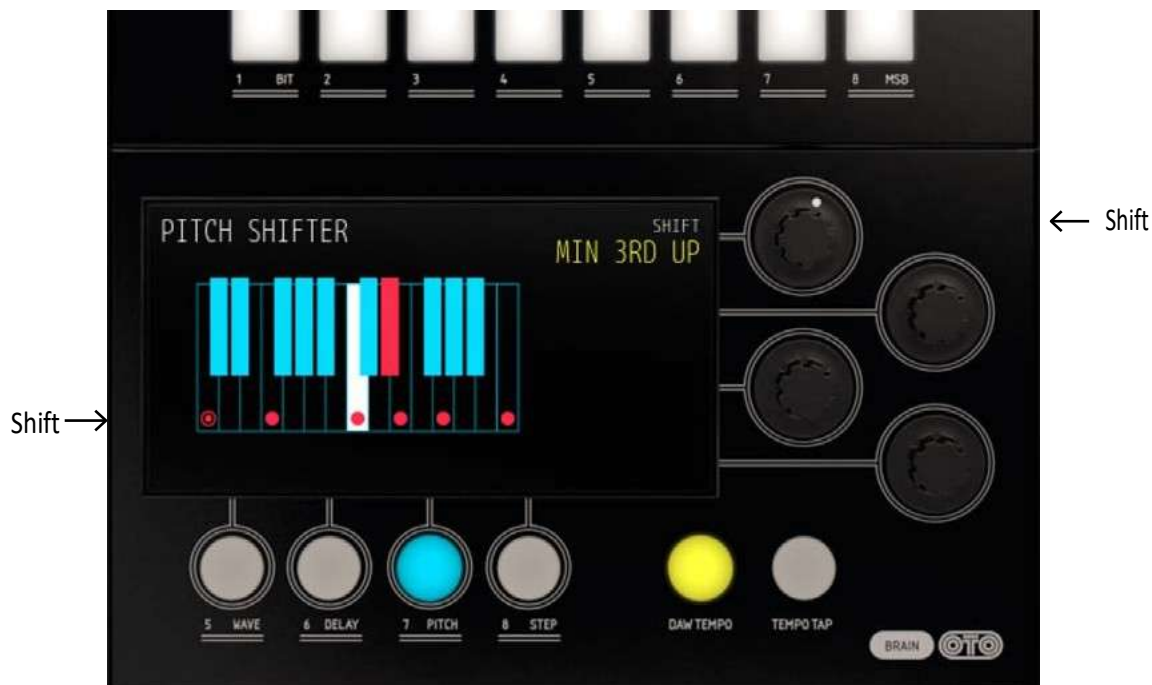 1 BIT 2 3 4 5 6 7 8 MSB
PITCH SHIFTER
SHIFT
MIN 3RD UP
← Shift
Shift →
5 WAVE 6 DELAY 7 PITCH 8 STEP
DAW TEMPO TEMPO TAP
BRAIN OTO